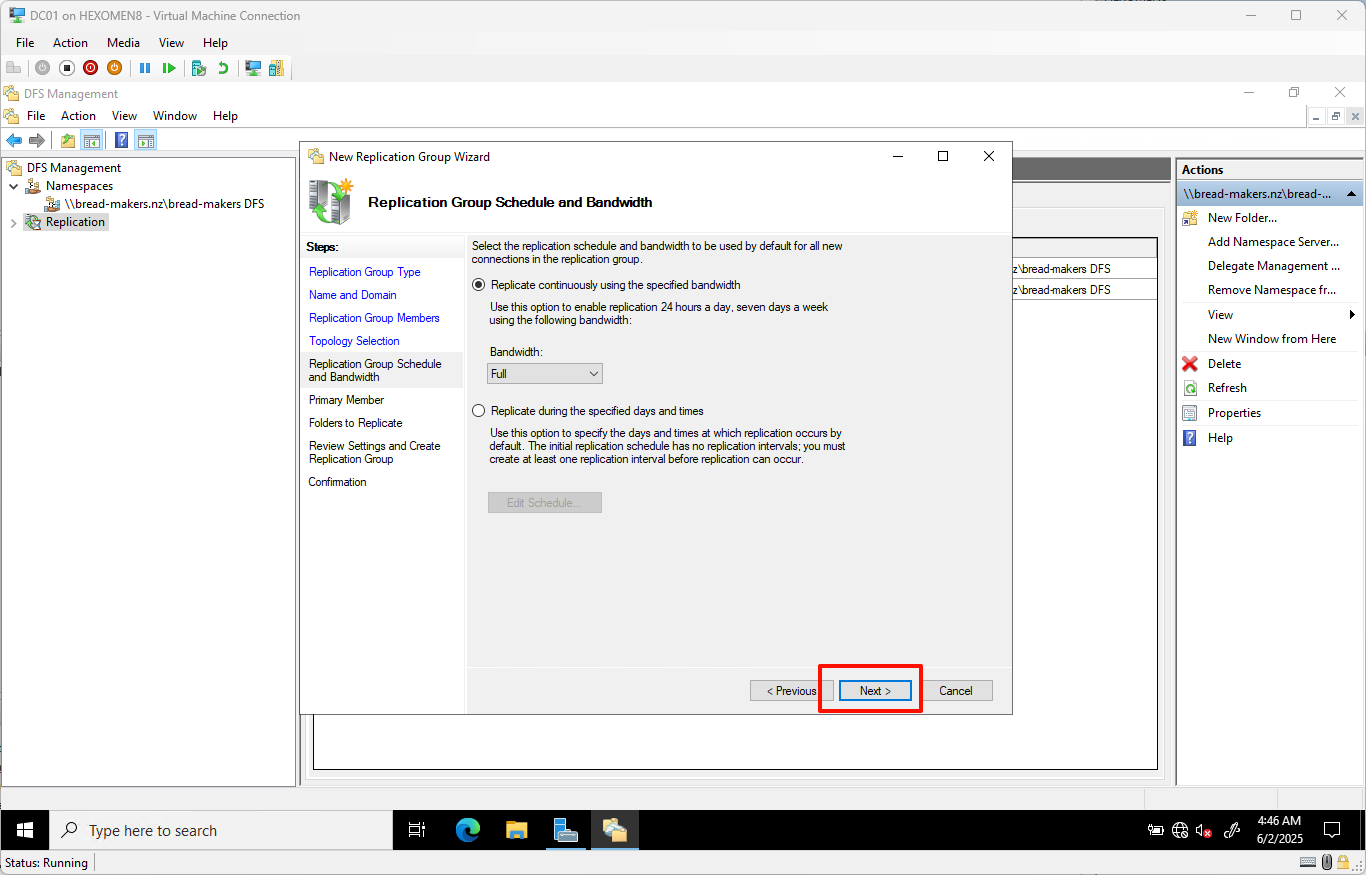 DC01 on HEXOMEN8 - Virtual Machine Connection
File Action Media View Help
DFS Management
File Action View Window Help
DFS Management
Namespaces
\\bread-makers.nz\bread-makers DFS
Replication
New Replication Group Wizard
Replication Group Schedule and Bandwidth
Steps:
Replication Group Type
Name and Domain
Replication Group Members
Topology Selection
Replication Group Schedule
and Bandwidth
Primary Member
Folders to Replicate
Review Settings and Create
Replication Group
Confirmation
Select the replication schedule and bandwidth to be used by default for all new
connections in the replication group.
Replicate continuously using the specified bandwidth
Use this option to enable replication 24 hours a day, seven days a week
using the following bandwidth:
Bandwidth:
Full
Replicate during the specified days and times
Use this option to specify the days and times at which replication occurs by
default. The initial replication schedule has no replication intervals; you must
create at least one replication interval before replication can occur.
Edit Schedule...
< Previous
Next >
Cancel
z\bread-makers DFS
z\bread-makers DFS
Actions
\\bread-makers.nz\bread-...
New Folder...
Add Namespace Server...
Delegate Management ...
Remove Namespace fr...
View
New Window from Here
Delete
Refresh
Properties
Help
Type here to search
4:46 AM
6/2/2025
Status: Running